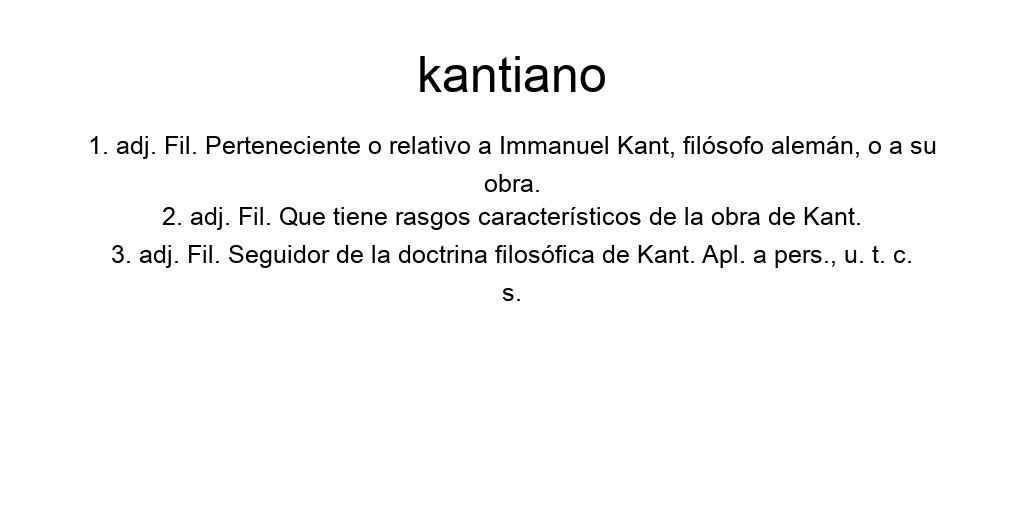 kantiano
1. adj. Fil. Perteneciente o relativo a Immanuel Kant, filósofo alemán, o a su
obra.
2. adj. Fil. Que tiene rasgos característicos de la obra de Kant.
3. adj. Fil. Seguidor de la doctrina filosófica de Kant. Apl. a pers., u. t. c.
s.